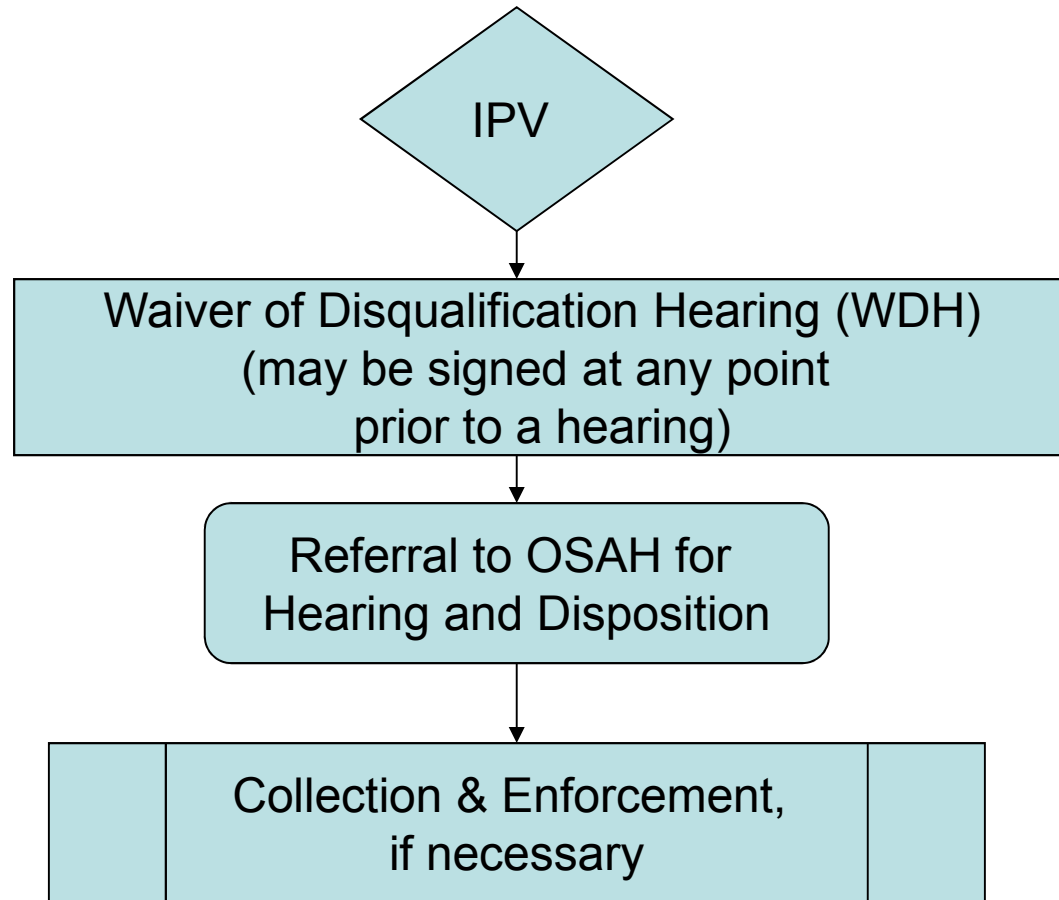 IPV
Waiver of Disqualification Hearing (WDH)
(may be signed at any point
prior to a hearing)
Referral to OSAH for
Hearing and Disposition
Collection & Enforcement,
if necessary